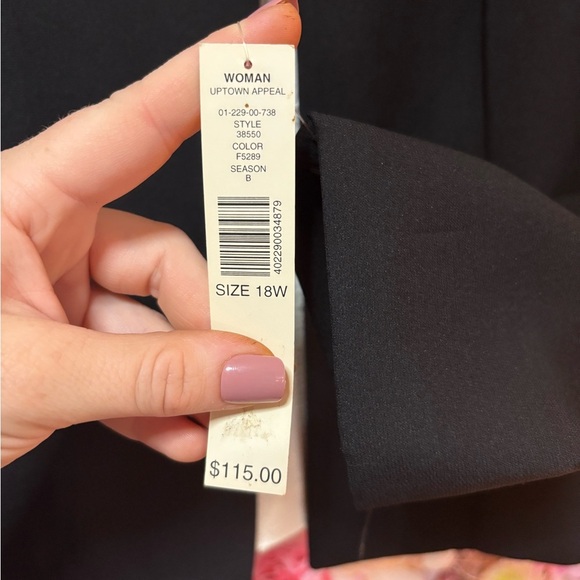 WOMAN
UPTOWN APPEAL
01-229-00-738
STYLE
38550
COLOR
F5289
SEASON
B
402290034879
SIZE 18W
$115.00